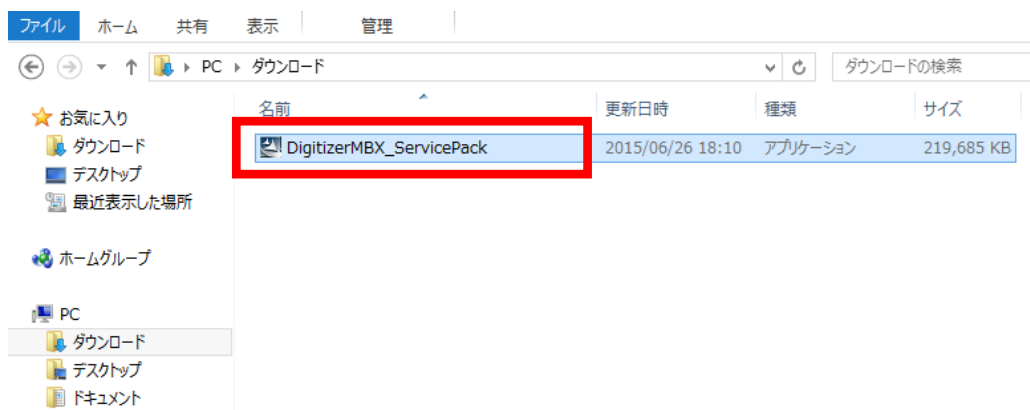 ファイル ホーム 共有 表示 管理
PC ダウンロード ダウンロードの検索
名前 更新日時 種類 サイズ
DigitizerMBX_ServicePack 2015/06/26 18:10 アプリケーション 219,685 KB
お気に入り
ダウンロード
デスクトップ
最近表示した場所
ホームグループ
PC
ダウンロード
デスクトップ
ドキュメント